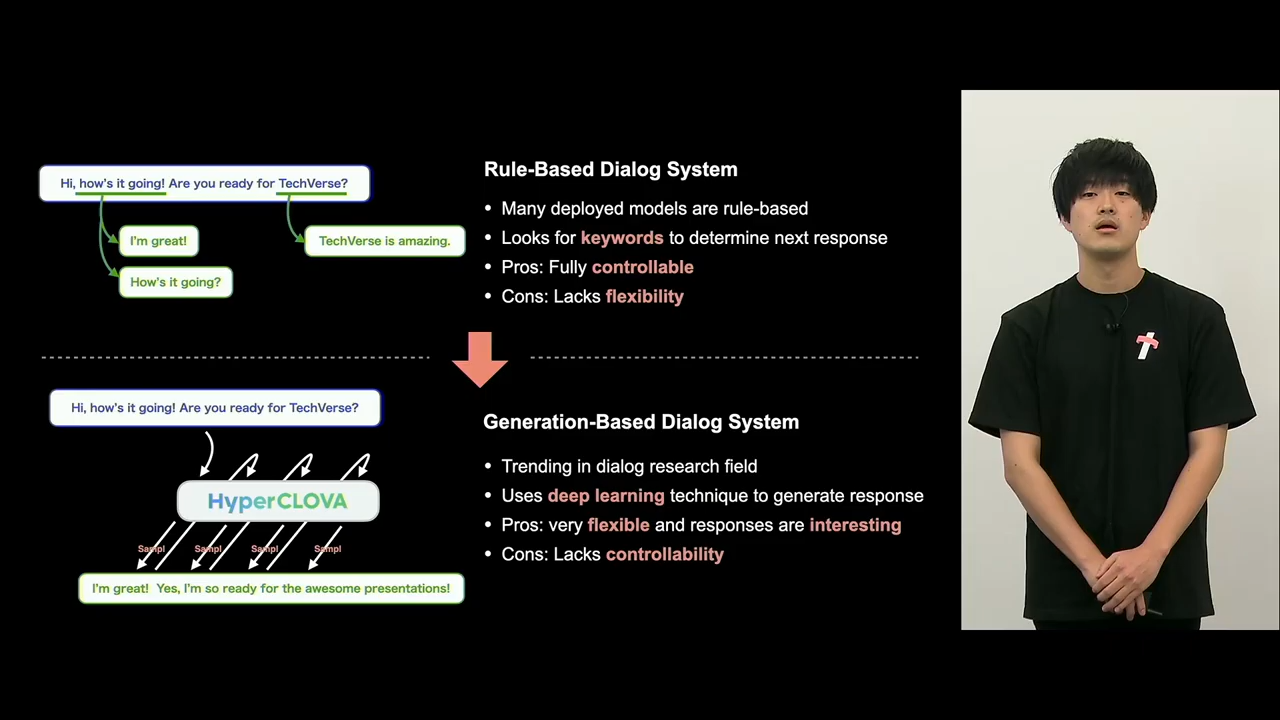 Rule-Based Dialog System
Hi, how's it going! Are you ready for TechVerse?
I'm great!
TechVerse is amazing.
How's it going?
• Many deployed models are rule-based
• Looks for keywords to determine next response
• Pros: Fully controllable
• Cons: Lacks flexibility
Generation-Based Dialog System
Hi, how's it going! Are you ready for TechVerse?
HyperCLOVA
Sampl
Sampl
Sampl
Sampl
I'm great! Yes, I'm so ready for the awesome presentations!
• Trending in dialog research field
• Uses deep learning technique to generate response
• Pros: very flexible and responses are interesting
• Cons: Lacks controllability